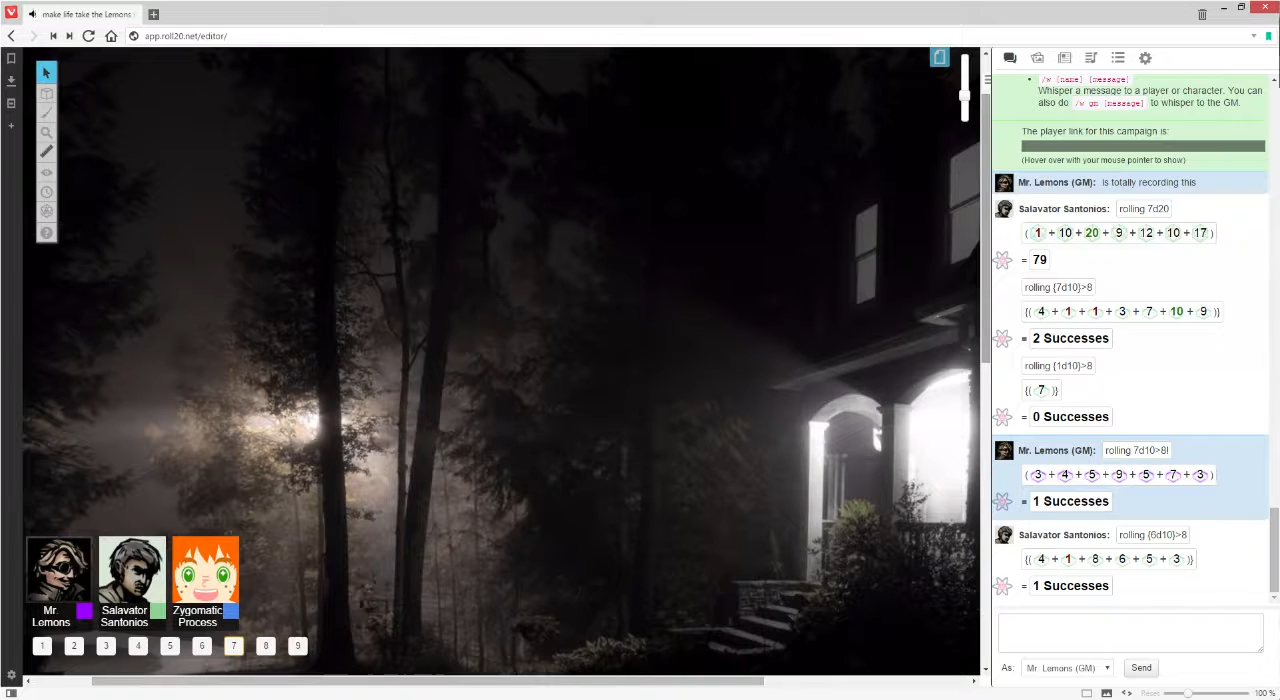 make life take the Lemons
app.roll20.net/editor/
/w [name] [message]
Whisper a message to a player or character. You can
also do /w gm [message] to whisper to the GM.
The player link for this campaign is:
(Hover over with your mouse pointer to show)
Mr. Lemons (GM): is totally recording this
Salavator Santonios: rolling 7d20
( 1 + 10 + 20 + 9 + 12 + 10 + 17 )
= 79
rolling {7d10}>8
{( 4 + 1 + 1 + 3 + 7 + 10 + 9 )}
= 2 Successes
rolling {1d10}>8
{( 7 )}
= 0 Successes
Mr. Lemons (GM): rolling 7d10>8!
( 3 + 4 + 5 + 9 + 5 + 7 + 3 )
= 1 Successes
Salavator Santonios: rolling {6d10}>8
{( 4 + 1 + 8 + 6 + 5 + 3 )}
= 1 Successes
Mr. Lemons
Salavator Santonios
Zygomatic Process
1 2 3 4 5 6 7 8 9
As: Mr. Lemons (GM) Send
Reset 100 %